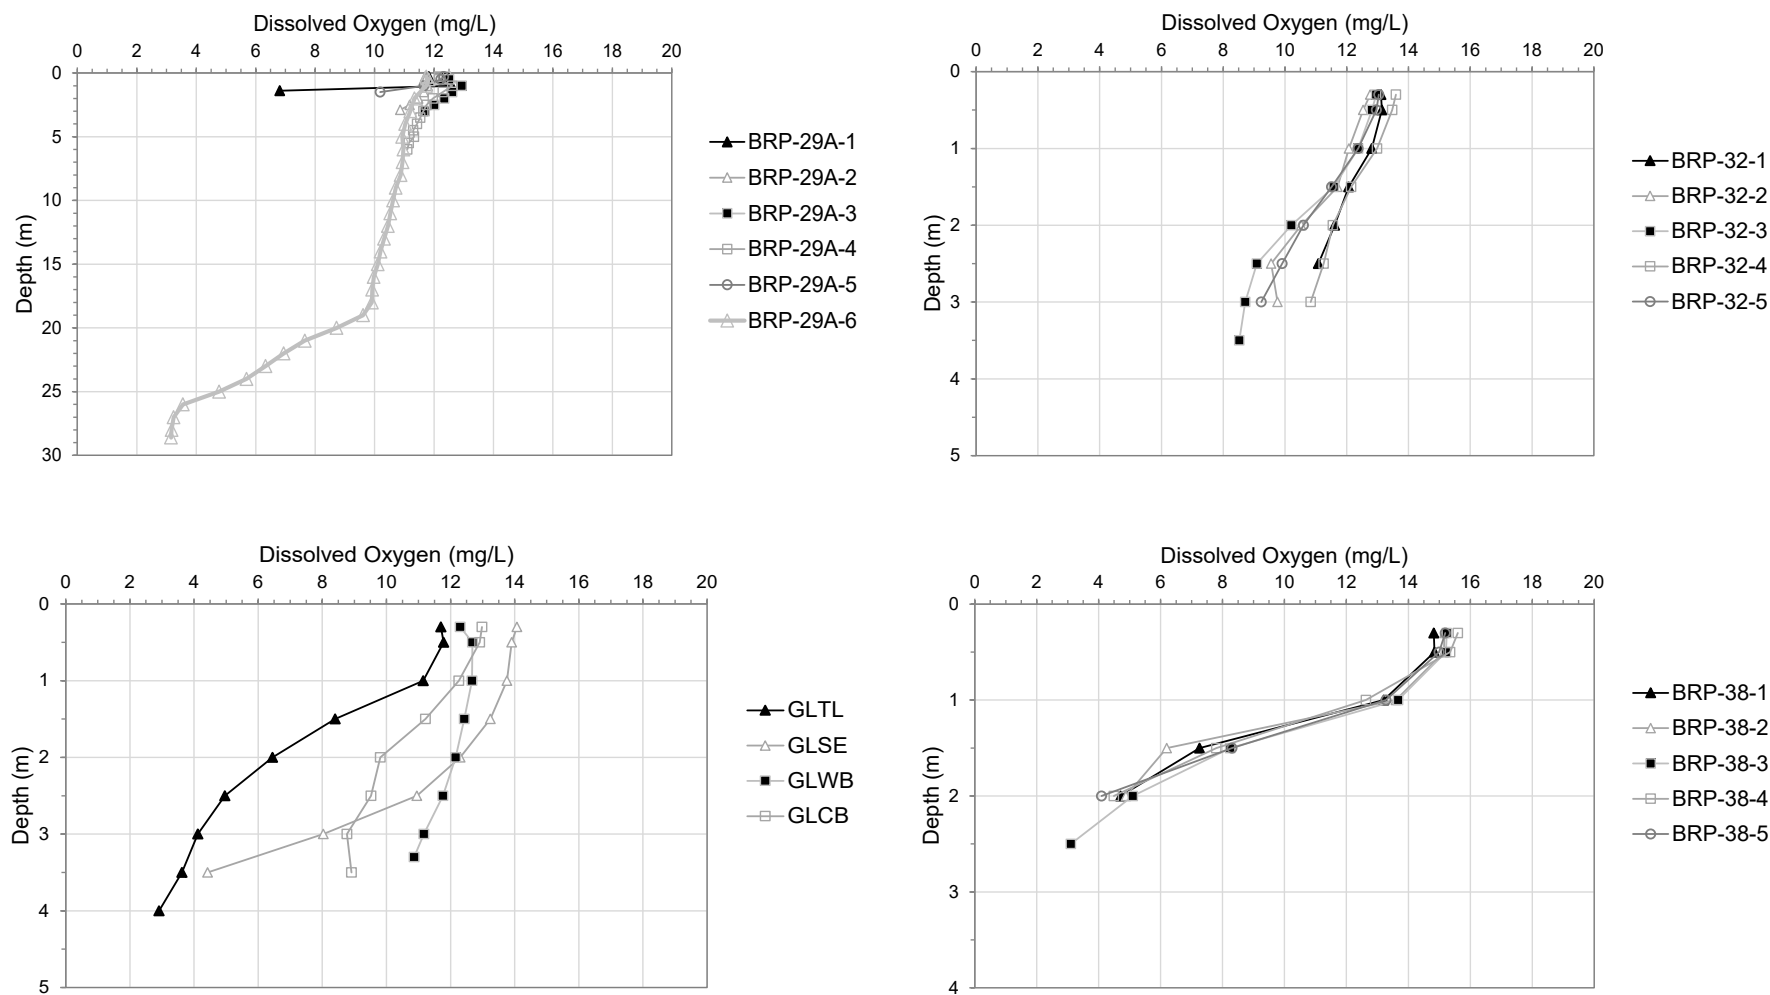 Dissolved Oxygen (mg/L)
0 2 4 6 8 10 12 14 16 18 20
0
5
10
15
20
25
30
Depth (m)
BRP-29A-1
BRP-29A-2
BRP-29A-3
BRP-29A-4
BRP-29A-5
BRP-29A-6
Dissolved Oxygen (mg/L)
0 2 4 6 8 10 12 14 16 18 20
0
1
2
3
4
5
Depth (m)
BRP-32-1
BRP-32-2
BRP-32-3
BRP-32-4
BRP-32-5
Dissolved Oxygen (mg/L)
0 2 4 6 8 10 12 14 16 18 20
0
1
2
3
4
5
Depth (m)
GLTL
GLSE
GLWB
GLCB
Dissolved Oxygen (mg/L)
0 2 4 6 8 10 12 14 16 18 20
0
1
2
3
4
Depth (m)
BRP-38-1
BRP-38-2
BRP-38-3
BRP-38-4
BRP-38-5